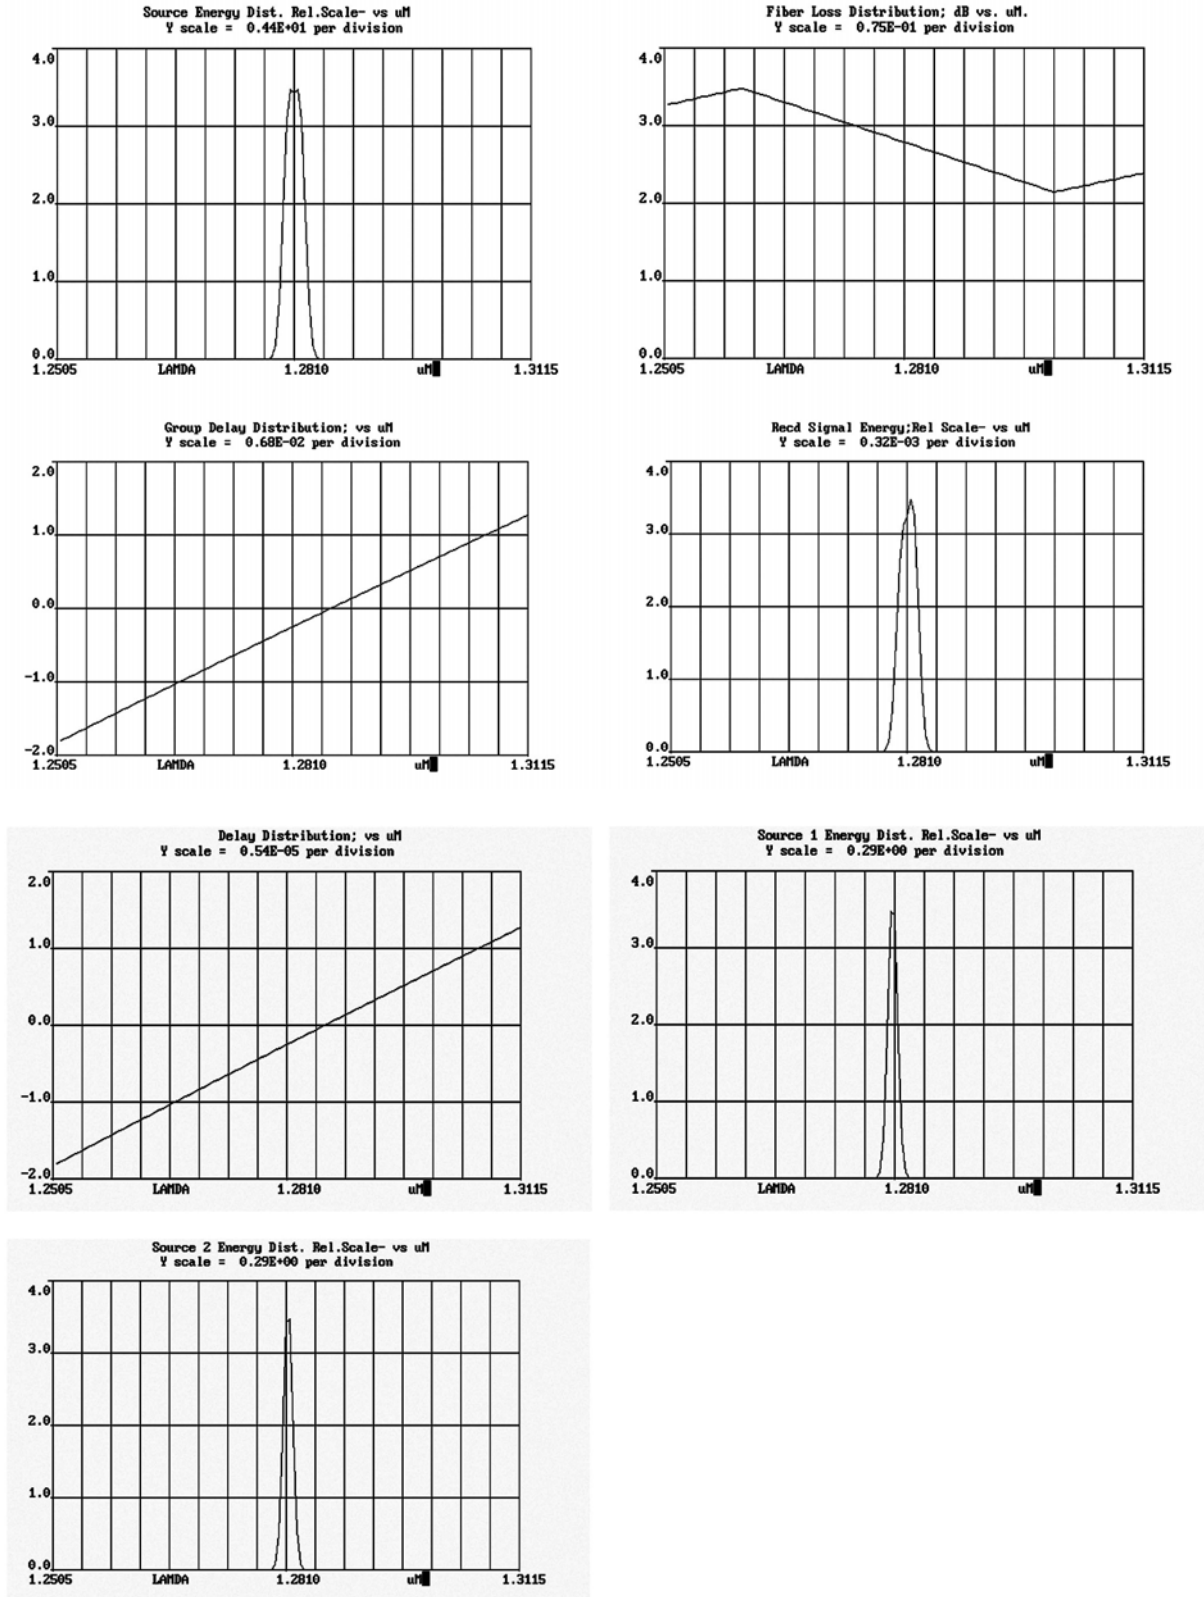 Source Energy Dist. Rel.Scale- vs uM
Y scale =  0.44E+01 per division
4.0
3.0
2.0
1.0
0.0
1.2505 LAMDA 1.2810 uM 1.3115
Fiber Loss Distribution; dB vs. uM.
Y scale =  0.75E-01 per division
4.0
3.0
2.0
1.0
0.0
1.2505 LAMDA 1.2810 uM 1.3115
Group Delay Distribution; vs uM
Y scale =  0.68E-02 per division
2.0
1.0
0.0
-1.0
-2.0
1.2505 LAMDA 1.2810 uM 1.3115
Recd Signal Energy;Rel Scale- vs uM
Y scale =  0.32E-03 per division
4.0
3.0
2.0
1.0
0.0
1.2505 LAMDA 1.2810 uM 1.3115
Delay Distribution; vs uM
Y scale =  0.54E-05 per division
2.0
1.0
0.0
-1.0
-2.0
1.2505 LAMDA 1.2810 uM 1.3115
Source 1 Energy Dist. Rel.Scale- vs uM
Y scale =  0.29E+00 per division
4.0
3.0
2.0
1.0
0.0
1.2505 LAMDA 1.2810 uM 1.3115
Source 2 Energy Dist. Rel.Scale- vs uM
Y scale =  0.29E+00 per division
4.0
3.0
2.0
1.0
0.0
1.2505 LAMDA 1.2810 uM 1.3115